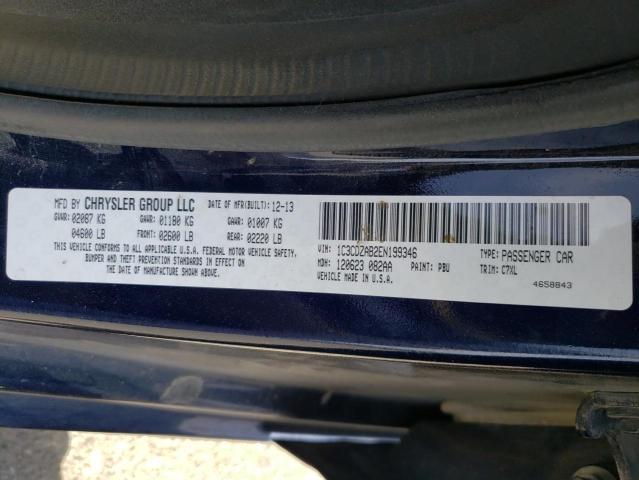 MFD BY CHRYSLER GROUP LLC DATE OF MFR(BUILT): 12-13
GVWR: 02087 KG GAWR: 01180 KG GAWR: 01007 KG
04600 LB FRONT: 02600 LB REAR: 02220 LB
THIS VEHICLE CONFORMS TO ALL APPLICABLE U.S.A. FEDERAL MOTOR VEHICLE SAFETY,
BUMPER AND THEFT PREVENTION STANDARDS IN EFFECT ON
THE DATE OF MANUFACTURE SHOWN ABOVE.
VIN: 1C3CDZAB2EN199346 TYPE: PASSENGER CAR
MDH: 120623 082AA PAINT: PBU TRIM: C7XL
VEHICLE MADE IN U.S.A.
4658843